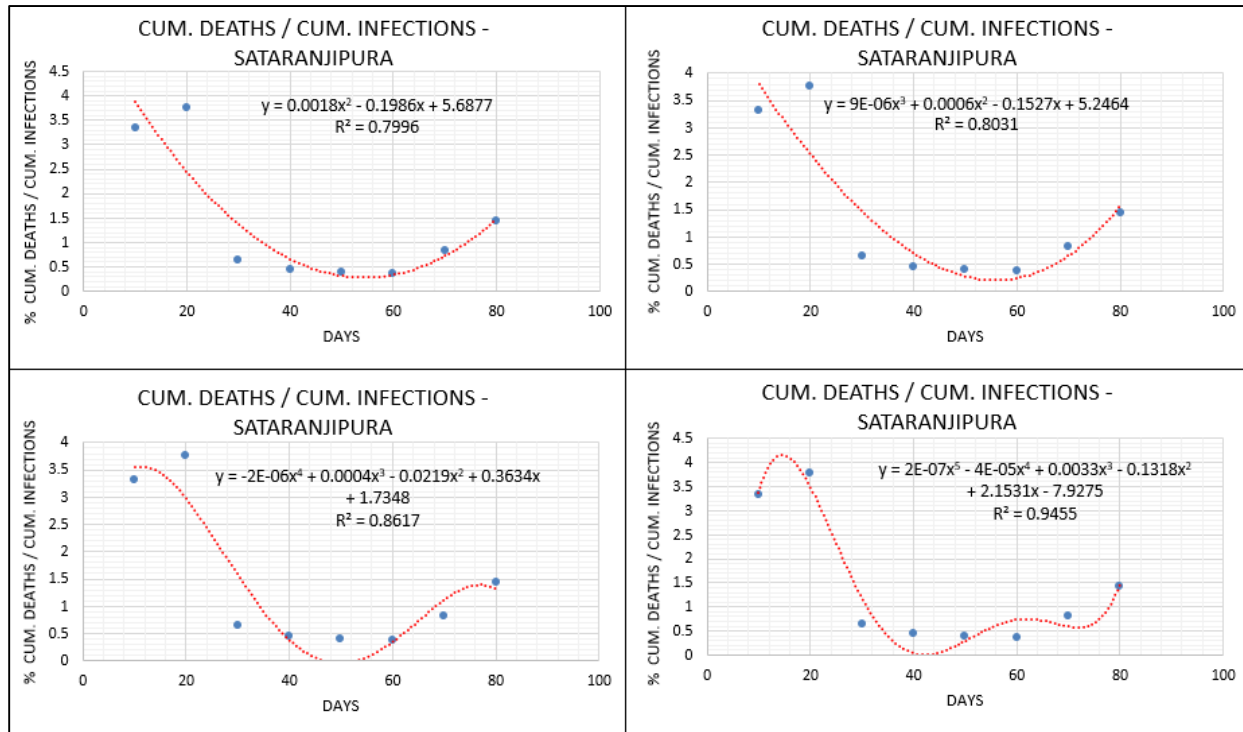 CUM. DEATHS / CUM. INFECTIONS -
SATARANJIPURA
% CUM. DEATHS / CUM. INFECTIONS
4.5
4
3.5
3
2.5
2
1.5
1
0.5
0
y = 0.0018x² - 0.1986x + 5.6877
R² = 0.7996
0 20 40 60 80 100
DAYS
CUM. DEATHS / CUM. INFECTIONS -
SATARANJIPURA
% CUM. DEATHS / CUM. INFECTIONS
4
3.5
3
2.5
2
1.5
1
0.5
0
y = 9E-06x³ + 0.0006x² - 0.1527x + 5.2464
R² = 0.8031
0 20 40 60 80 100
DAYS
CUM. DEATHS / CUM. INFECTIONS -
SATARANJIPURA
% CUM. DEATHS / CUM. INFECTIONS
4
3.5
3
2.5
2
1.5
1
0.5
0
y = -2E-06x⁴ + 0.0004x³ - 0.0219x² + 0.3634x
+ 1.7348
R² = 0.8617
0 20 40 60 80 100
DAYS
CUM. DEATHS / CUM. INFECTIONS -
SATARANJIPURA
% CUM. DEATHS / CUM. INFECTIONS
4.5
4
3.5
3
2.5
2
1.5
1
0.5
0
y = 2E-07x⁵ - 4E-05x⁴ + 0.0033x³ - 0.1318x²
+ 2.1531x - 7.9275
R² = 0.9455
0 20 40 60 80 100
DAYS